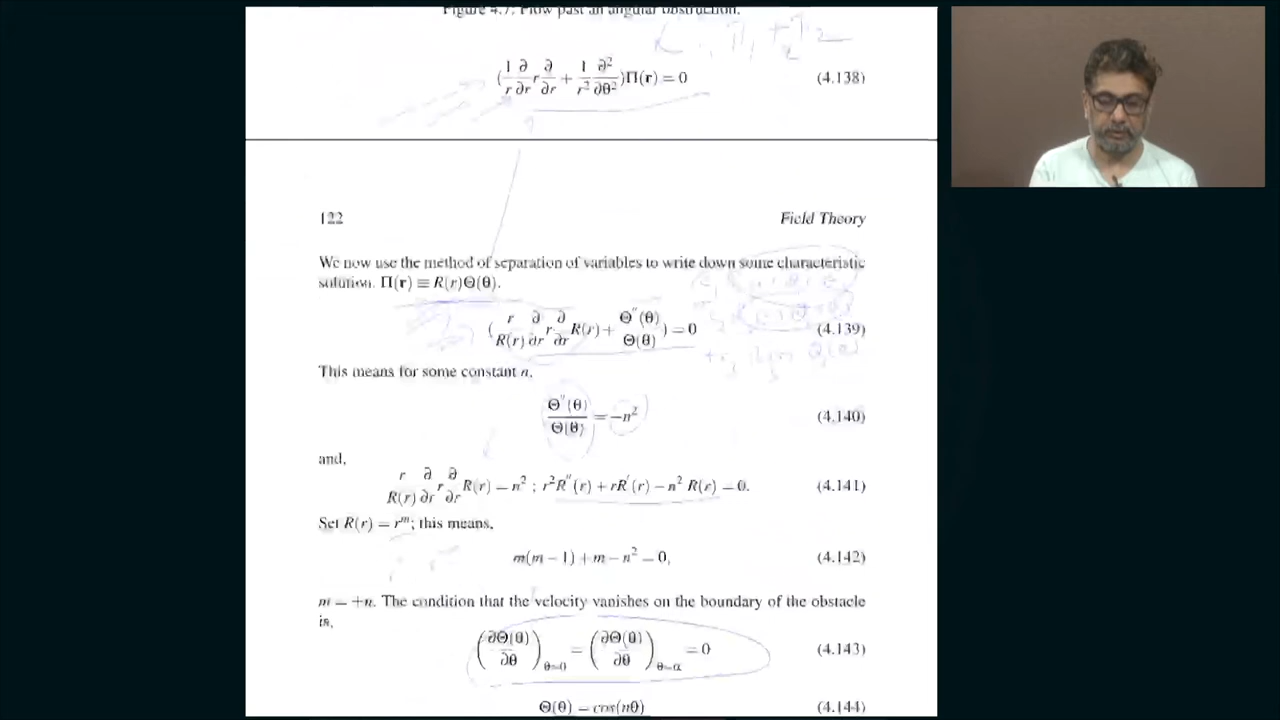 Figure 4.7: Flow past an angular obstruction.
(1/r ∂/∂r r ∂/∂r + 1/r² ∂²/∂θ²)Π(r) = 0 (4.138)
122 Field Theory
We now use the method of separation of variables to write down some characteristic
solution. Π(r) ≡ R(r)Θ(θ).
(r/R(r) ∂/∂r r ∂/∂r R(r) + Θ''(θ)/Θ(θ)) = 0 (4.139)
This means for some constant n,
Θ''(θ)/Θ(θ) = −n² (4.140)
and,
r/R(r) ∂/∂r r ∂/∂r R(r) = n² ; r²R''(r) + rR'(r) − n² R(r) = 0. (4.141)
Set R(r) = rᵐ; this means,
m(m − 1) + m − n² = 0, (4.142)
m = +n. The condition that the velocity vanishes on the boundary of the obstacle
is,
(∂Θ(θ)/∂θ)θ=0 = (∂Θ(θ)/∂θ)θ=α = 0 (4.143)
Θ(θ) = cos(nθ) (4.144)